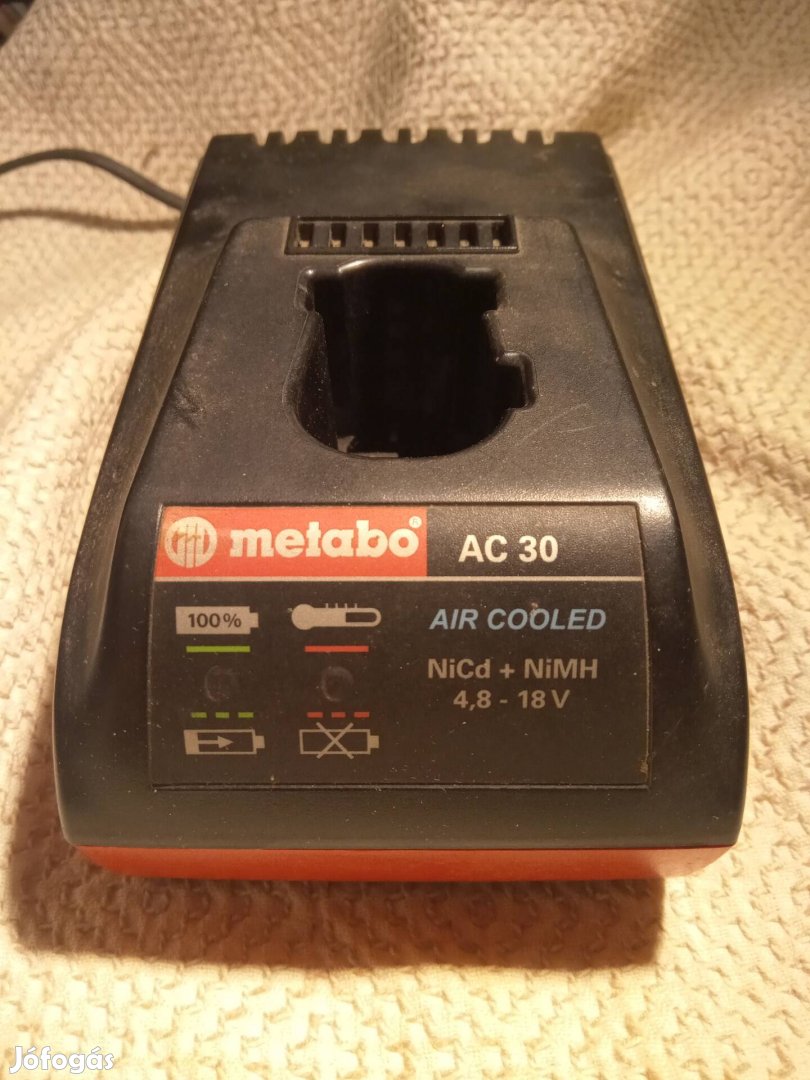 metabo® AC 30
100%
AIR COOLED
NiCd + NiMH
4,8 - 18 V
Jófogás